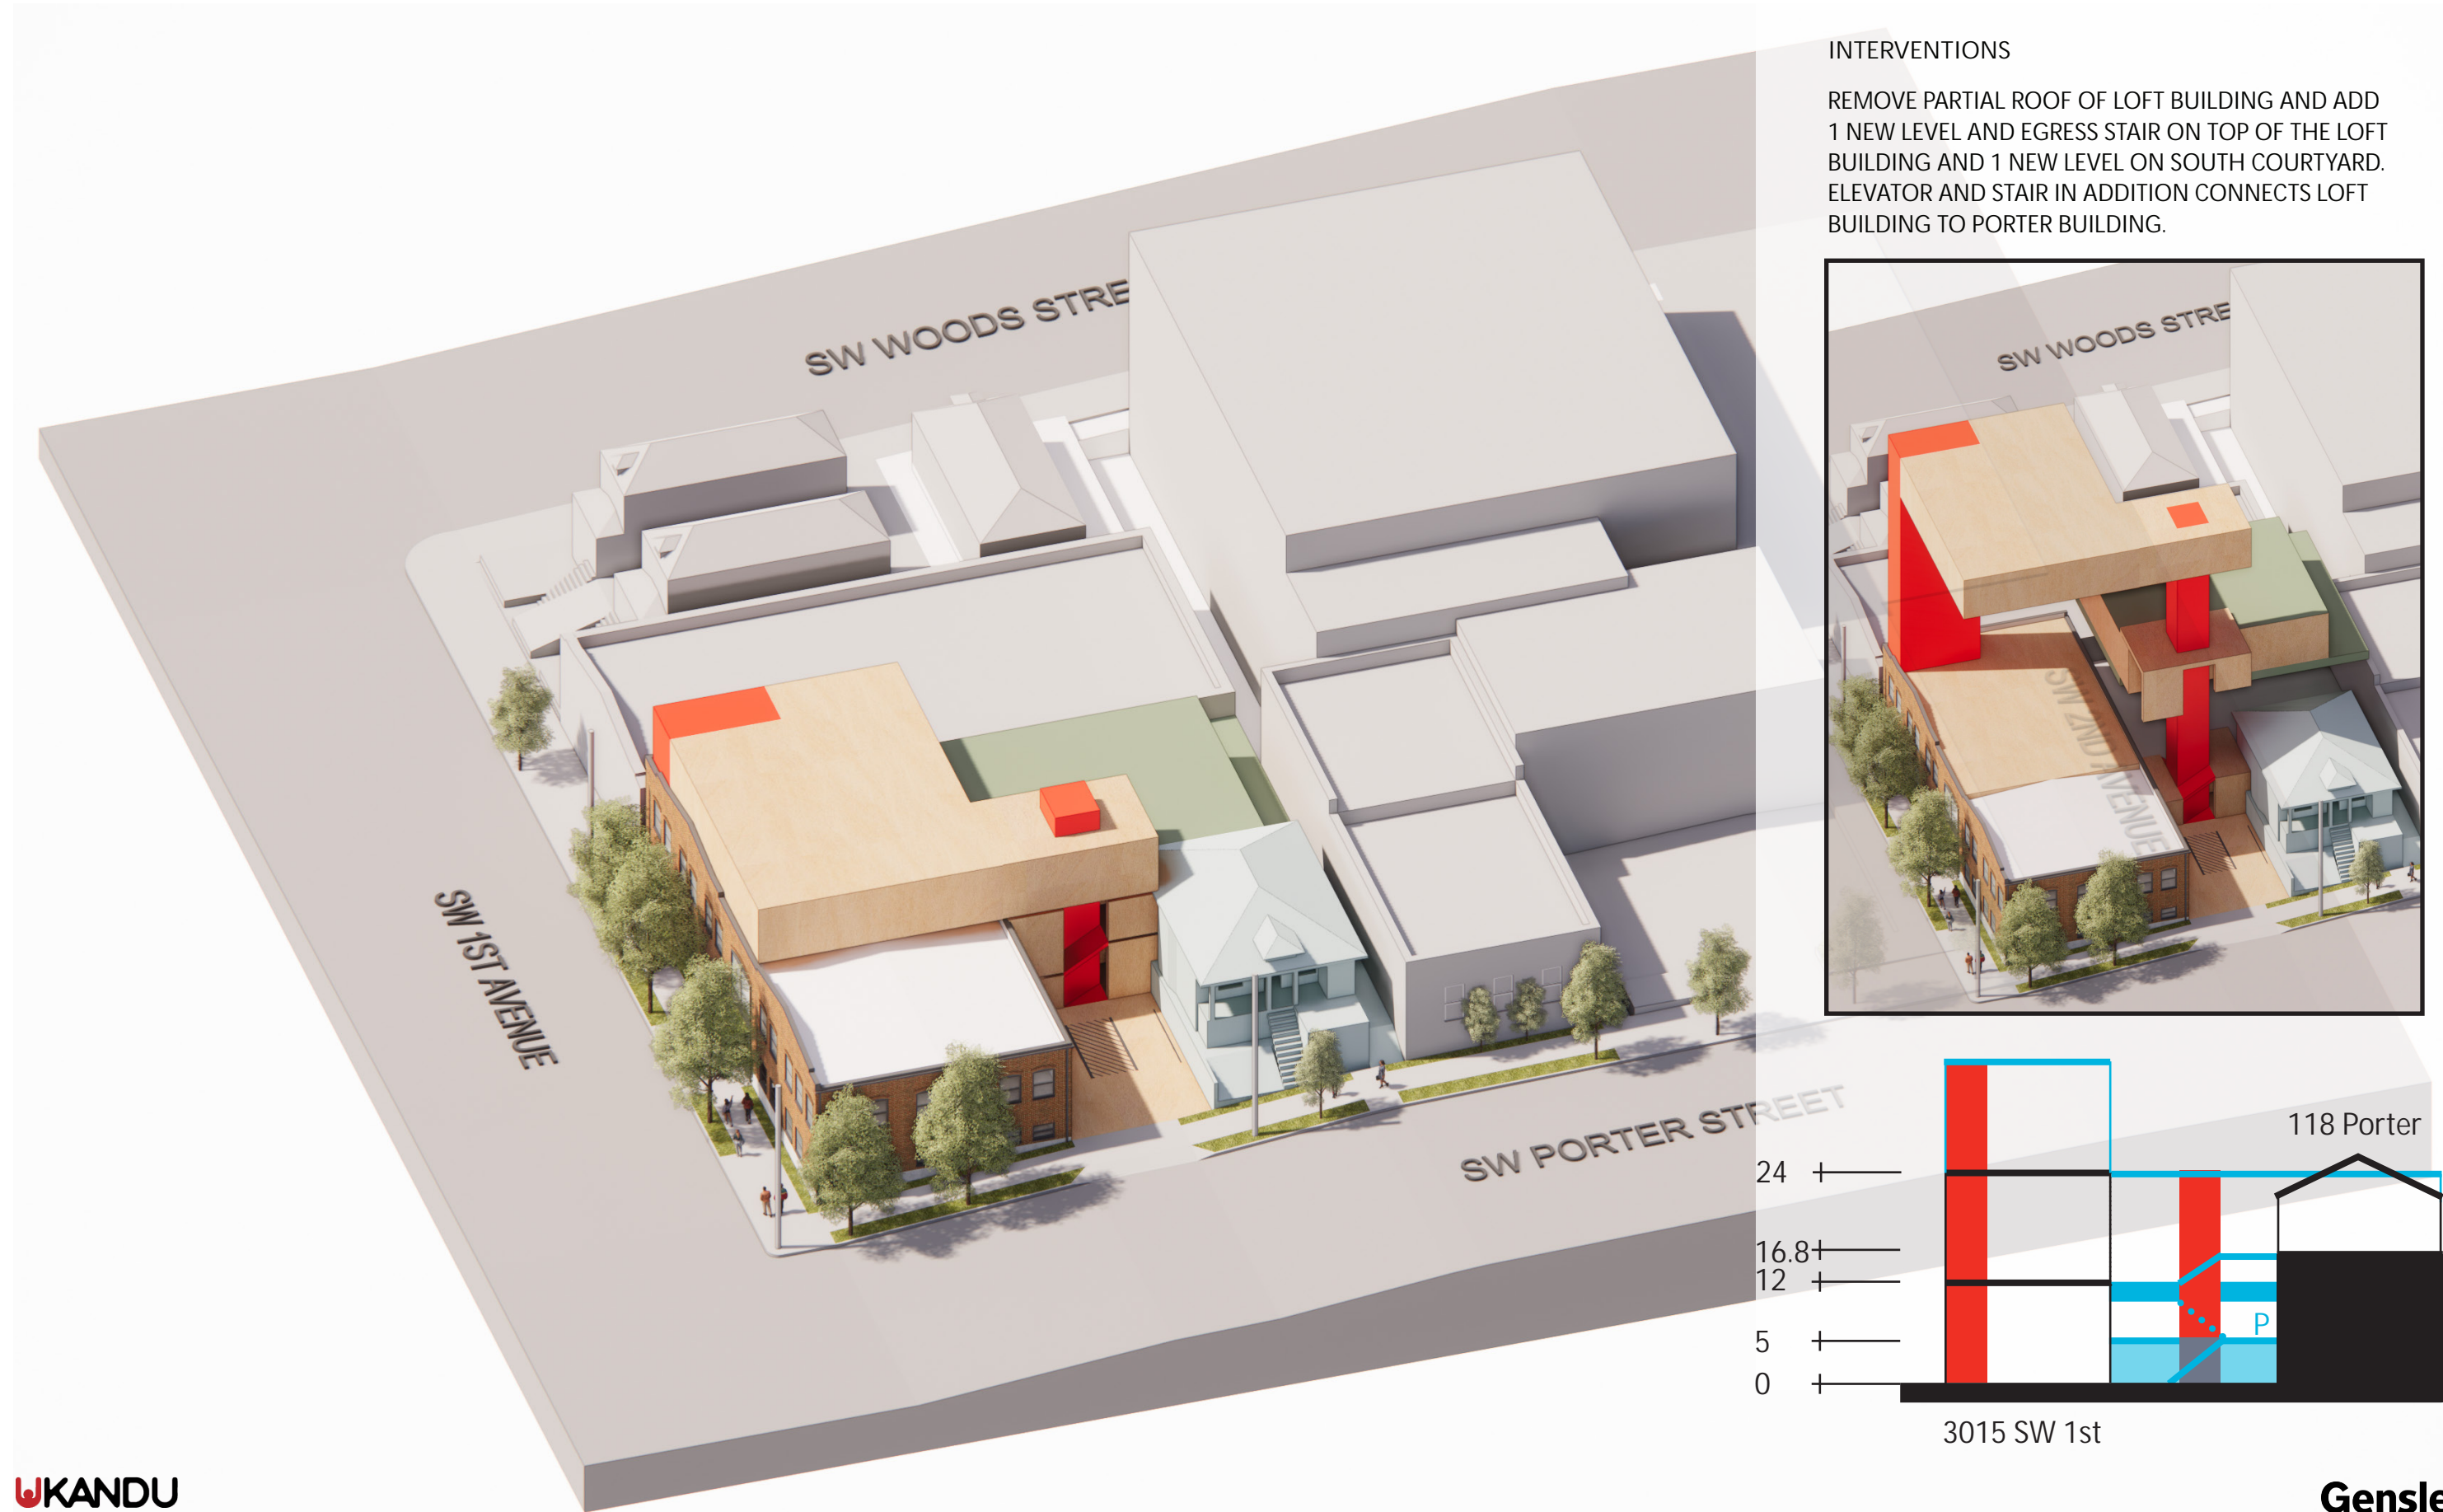 INTERVENTIONS
REMOVE PARTIAL ROOF OF LOFT BUILDING AND ADD
1 NEW LEVEL AND EGRESS STAIR ON TOP OF THE LOFT
BUILDING AND 1 NEW LEVEL ON SOUTH COURTYARD.
ELEVATOR AND STAIR IN ADDITION CONNECTS LOFT
BUILDING TO PORTER BUILDING.
SW WOODS STRE
SW 1ST AVENUE
SW PORTER STREET
SW WOODS STRE
SW 2ND AVENUE
118 Porter
24
16.8
12
5
0
P
3015 SW 1st
UKANDU
Gensle